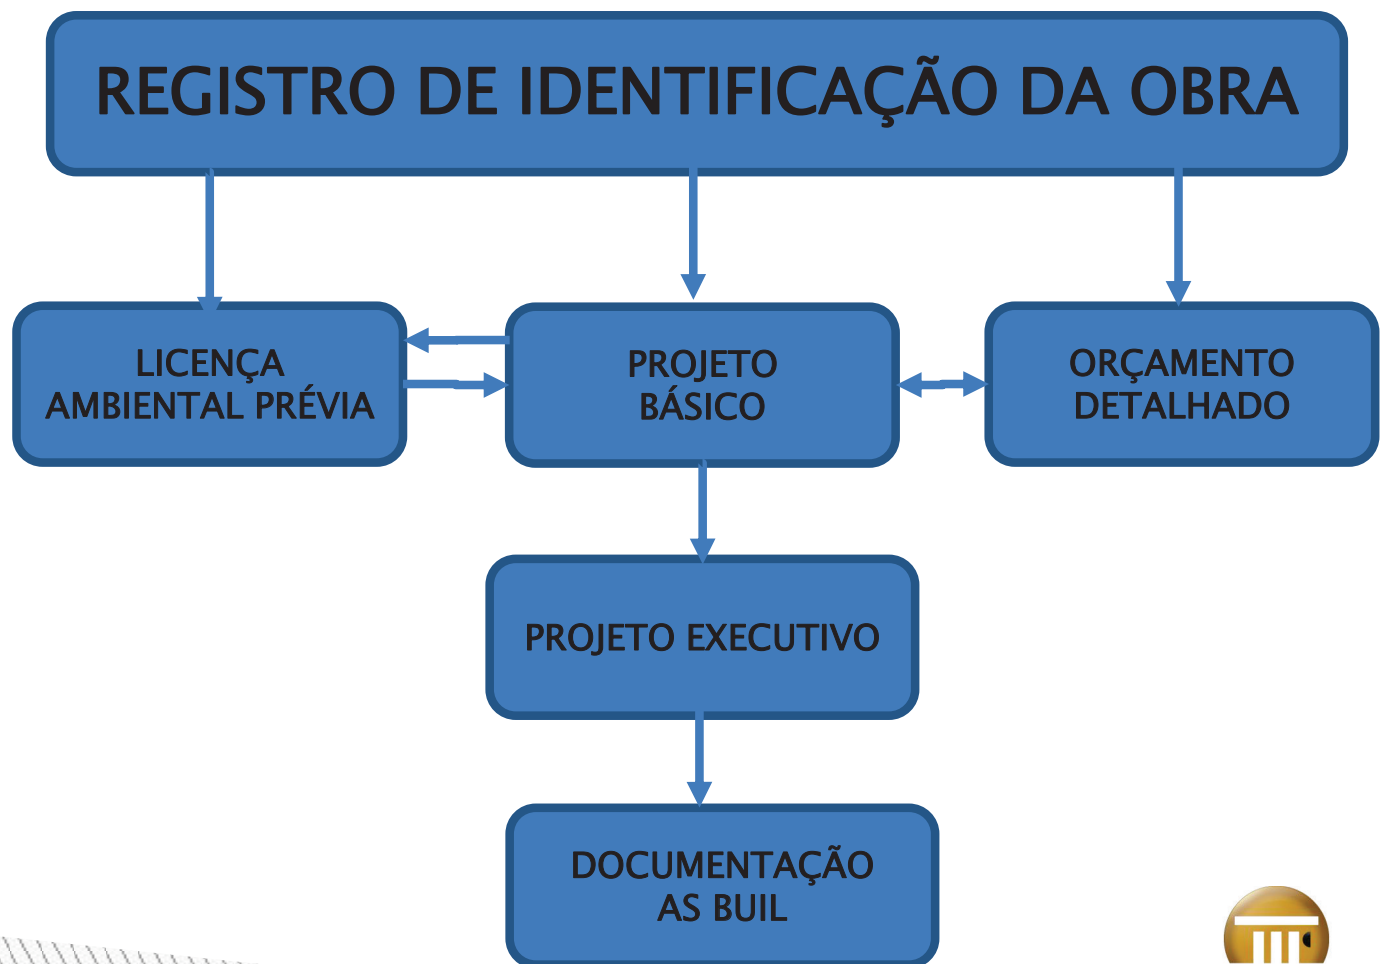 REGISTRO DE IDENTIFICAÇÃO DA OBRA
LICENÇA
AMBIENTAL PRÉVIA
PROJETO
BÁSICO
ORÇAMENTO
DETALHADO
PROJETO EXECUTIVO
DOCUMENTAÇÃO
AS BUIL